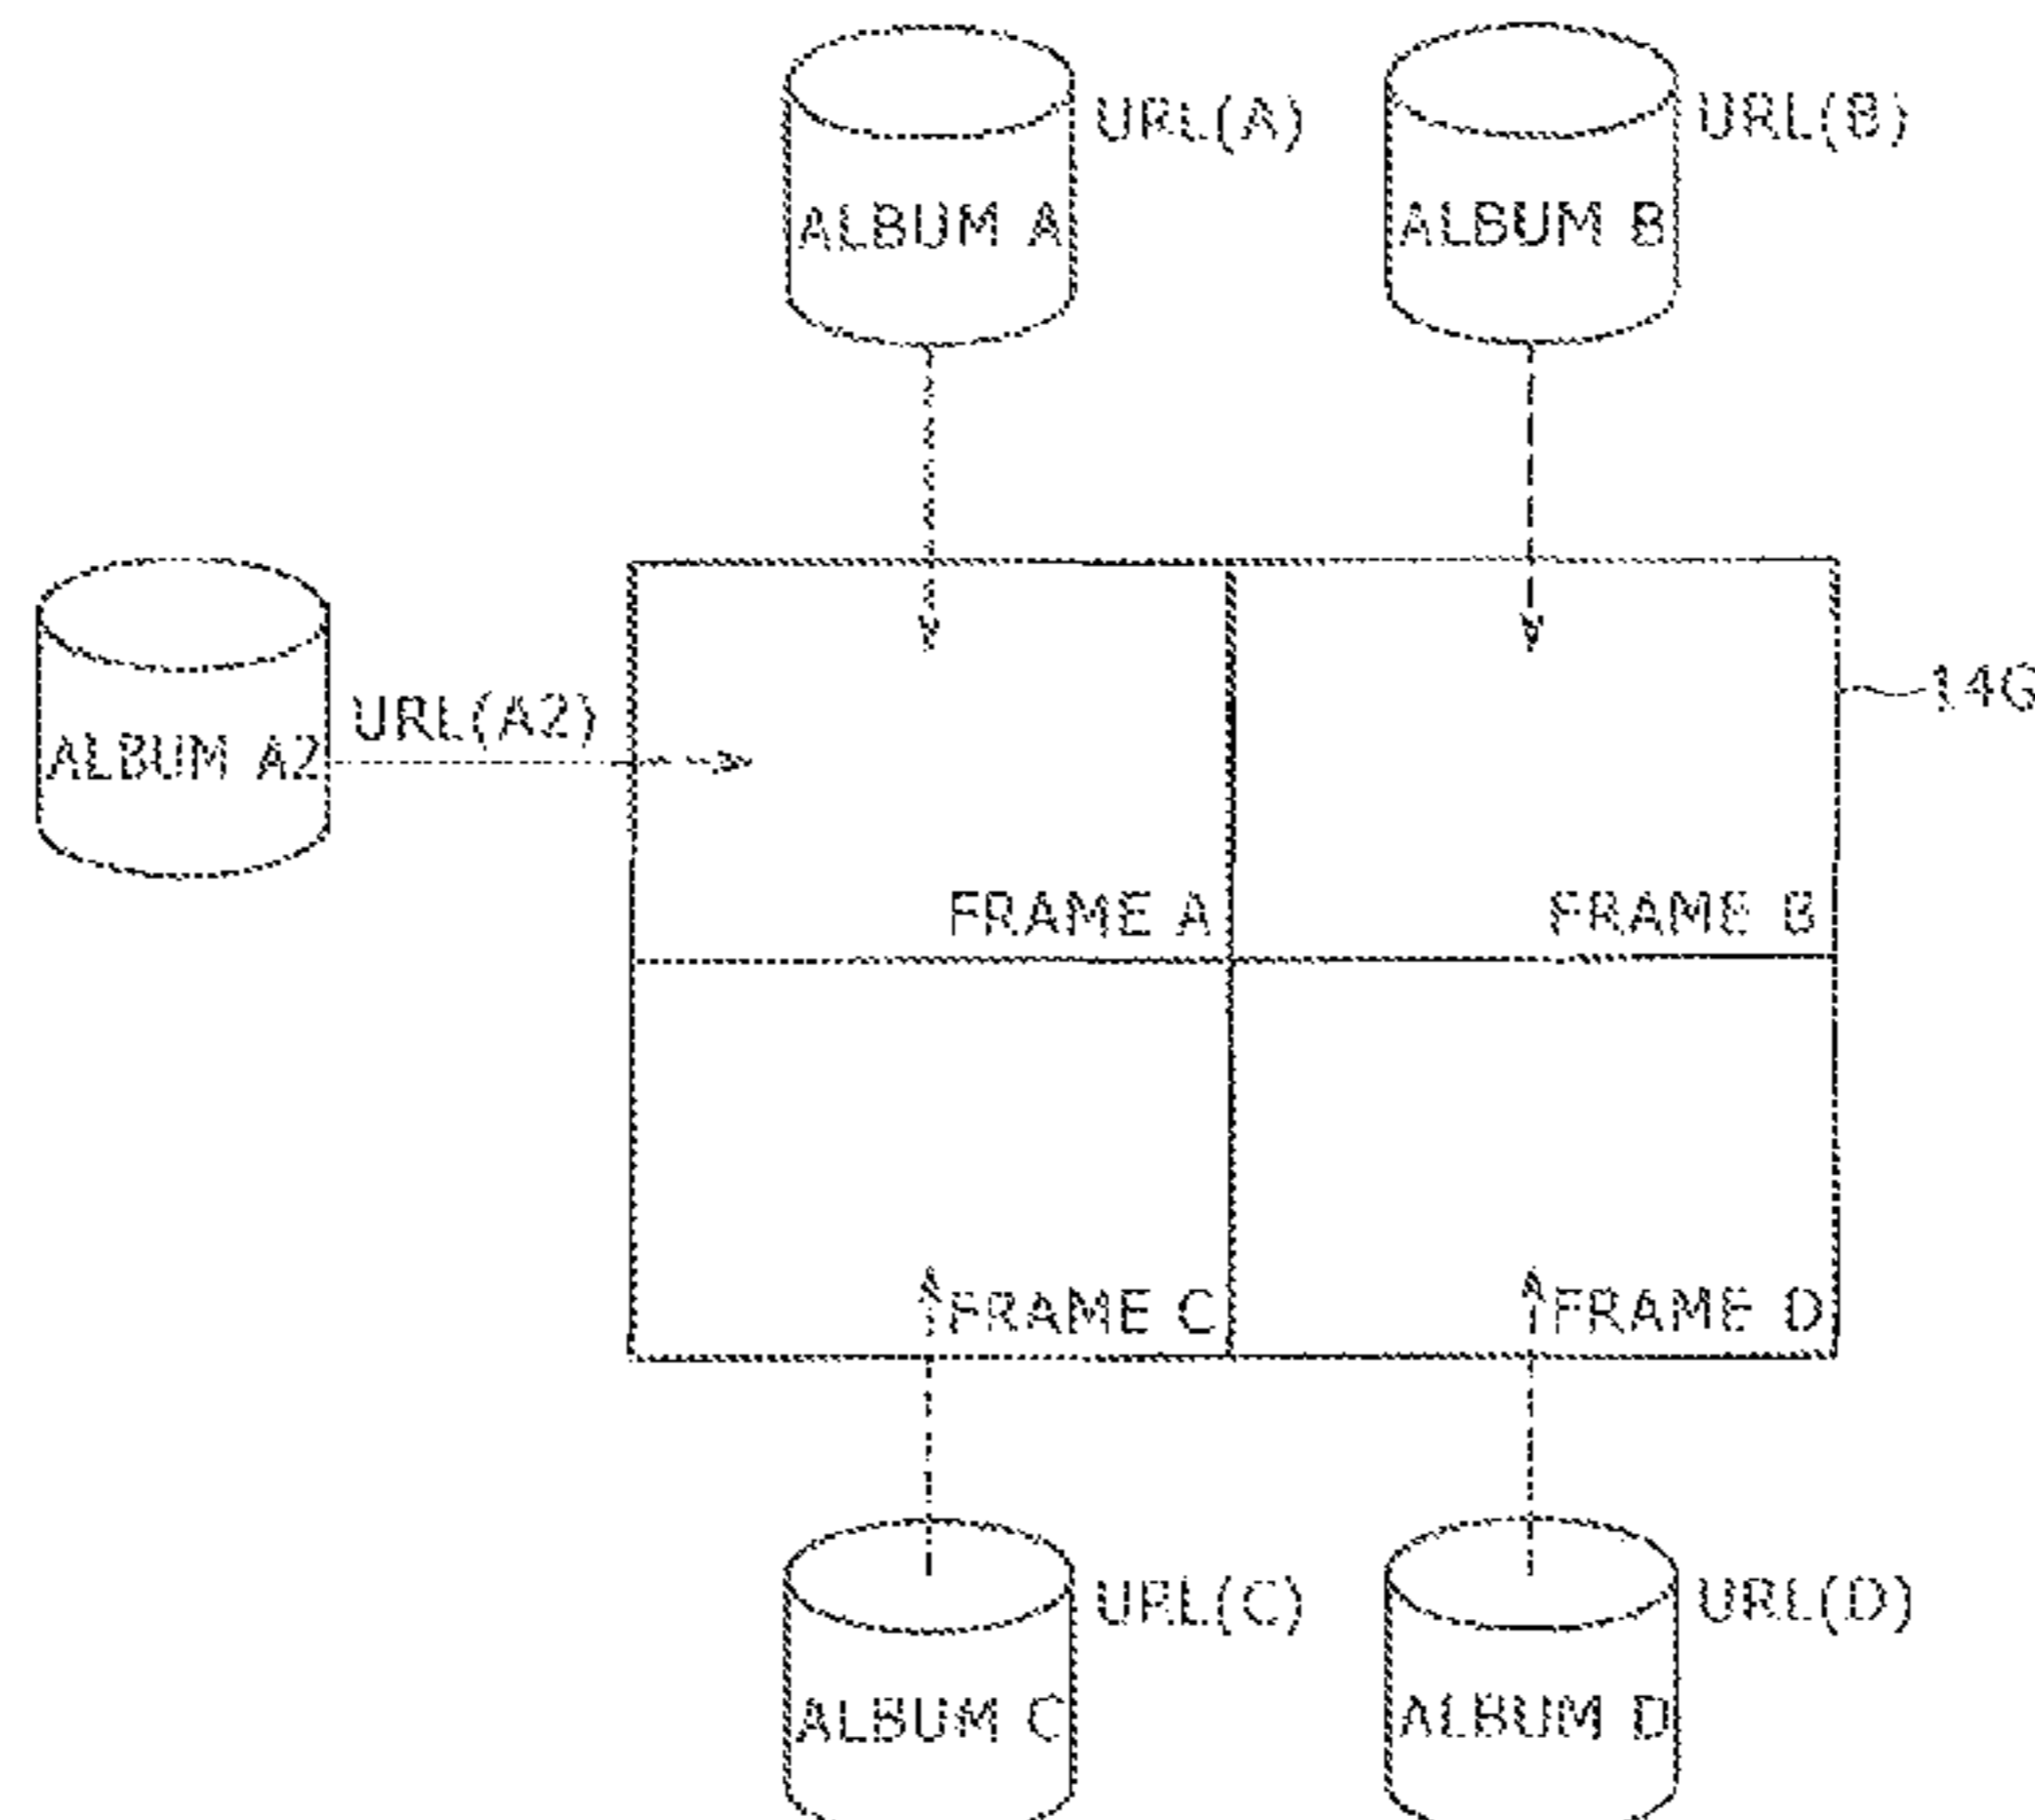 URL(A)
URL(B)
ALBUM A
ALBUM B
URL(A2)
ALBUM A2
14G
FRAME A
FRAME B
FRAME C
FRAME D
URL(C)
URL(D)
ALBUM C
ALBUM D